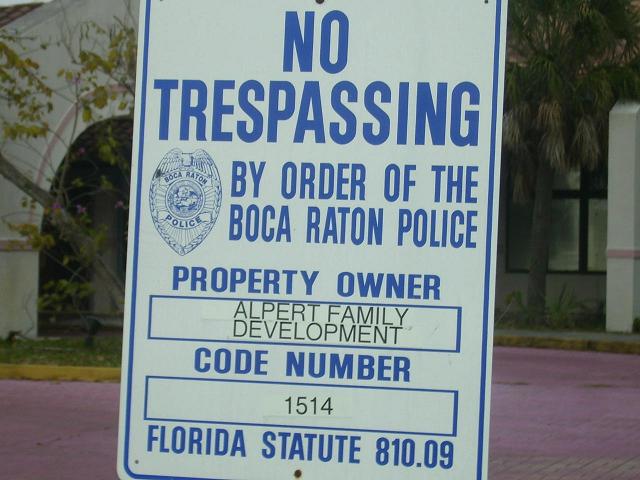 NO
TRESPASSING
BOCA RATON
POLICE
BY ORDER OF THE
BOCA RATON POLICE
PROPERTY OWNER
ALPERT FAMILY
DEVELOPMENT
CODE NUMBER
1514
FLORIDA STATUTE 810.09